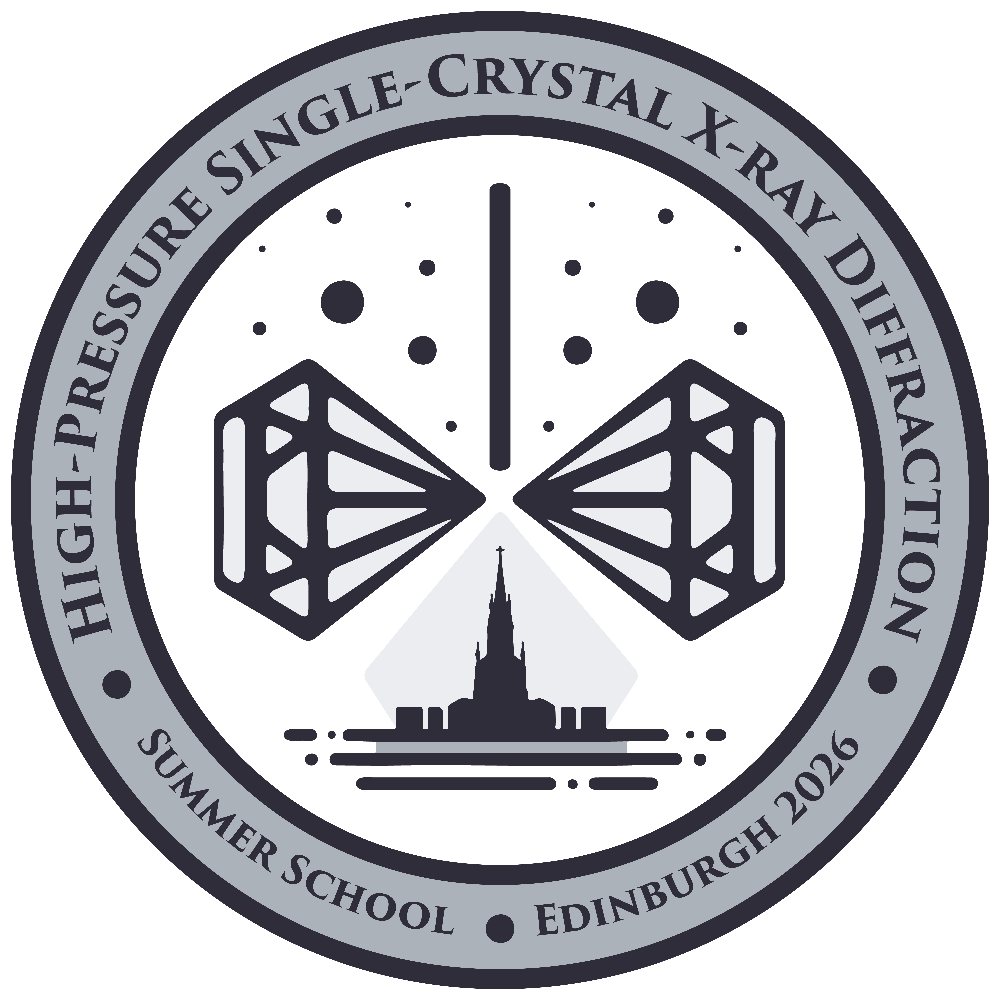 HIGH-PRESSURE SINGLE-CRYSTAL X-RAY DIFFRACTION
SUMMER SCHOOL
EDINBURGH 2026